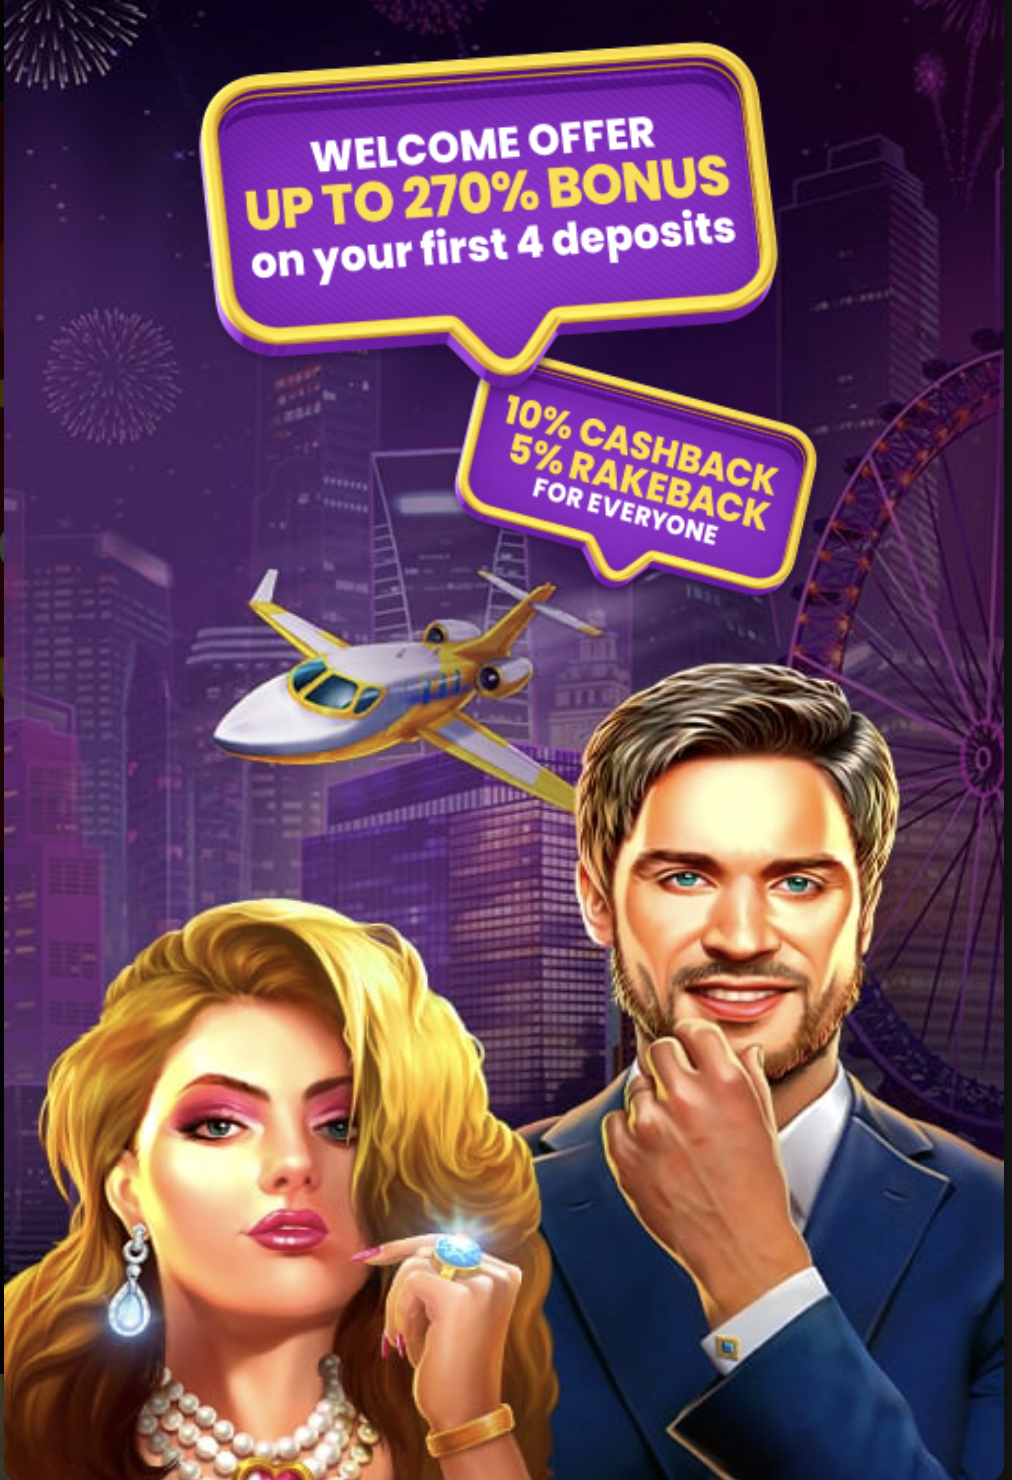 WELCOME OFFER
UP TO 270% BONUS
on your first 4 deposits
10% CASHBACK
5% RAKEBACK
FOR EVERYONE